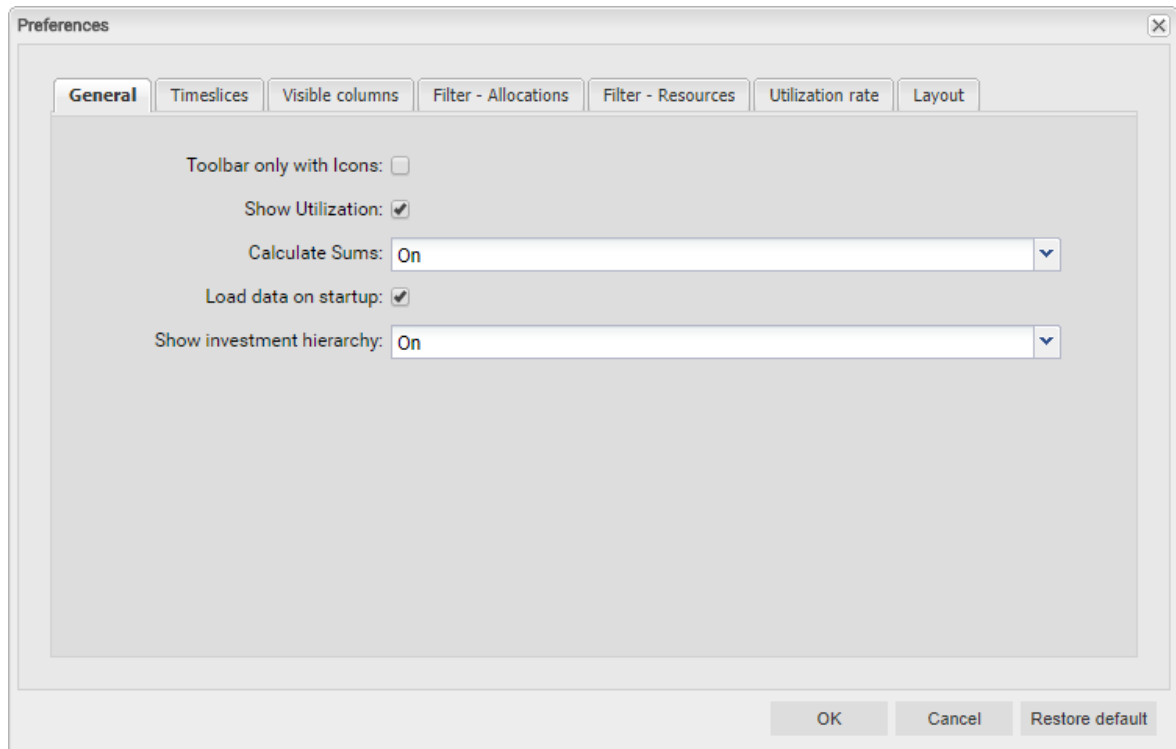 Preferences
General Timeslices Visible columns Filter - Allocations Filter - Resources Utilization rate Layout
Toolbar only with Icons:
Show Utilization:
Calculate Sums: On
Load data on startup:
Show investment hierarchy: On
OK Cancel Restore default